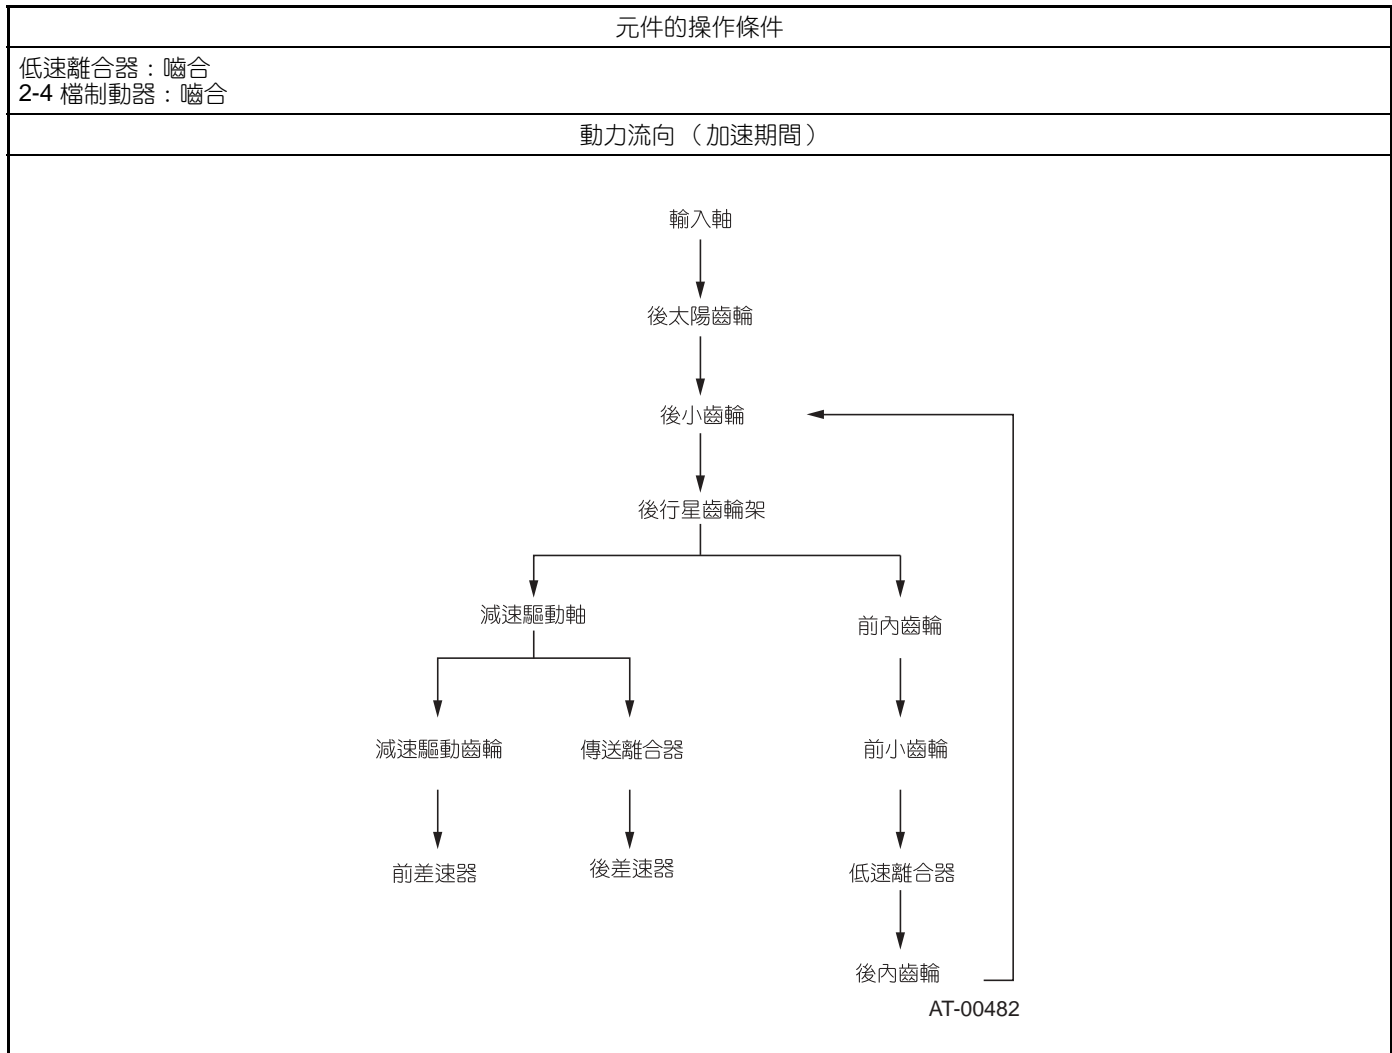 元件的操作條件
低速離合器：嚙合
2-4 檔制動器：嚙合
動力流向（加速期間）
輸入軸
後太陽齒輪
後小齒輪
後行星齒輪架
減速驅動軸
前內齒輪
減速驅動齒輪
傳送離合器
前小齒輪
前差速器
後差速器
低速離合器
後內齒輪
AT-00482